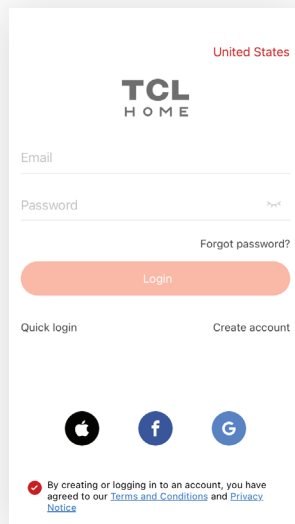 United States
TCL
HOME
Email
Password
Forgot password?
Login
Quick login
Create account
f
G
By creating or logging in to an account, you have
agreed to our Terms and Conditions and Privacy
Notice